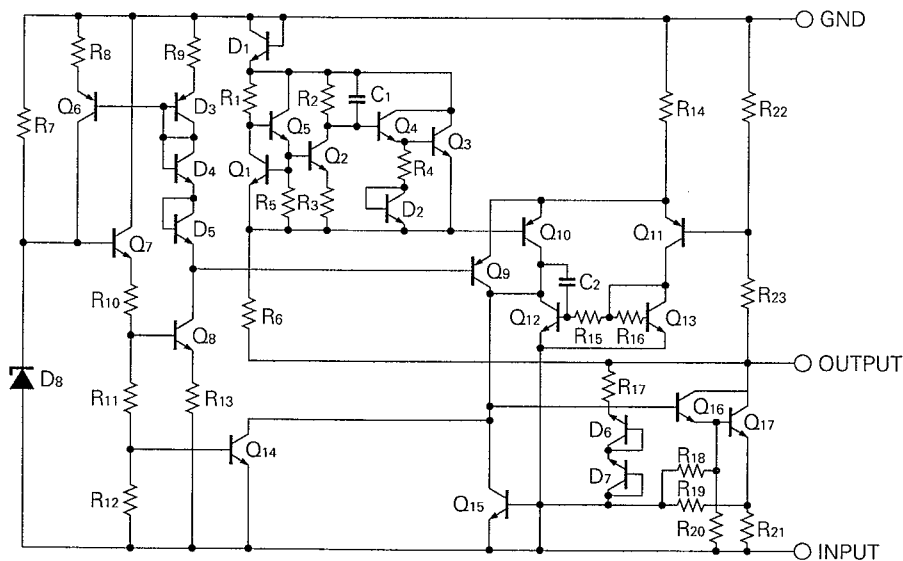 GND
R8
R9
D1
R1
R2
C1
R14
R22
Q6
D3
R7
Q5
Q4
Q3
D4
Q1
Q2
R4
R5
R3
D2
D5
Q7
Q10
Q11
Q9
C2
R10
R6
R23
Q12
R15
R16
Q13
Q8
OUTPUT
D8
R11
R13
R17
Q16
Q17
D6
Q14
R18
D7
R12
Q15
R19
R20
R21
INPUT